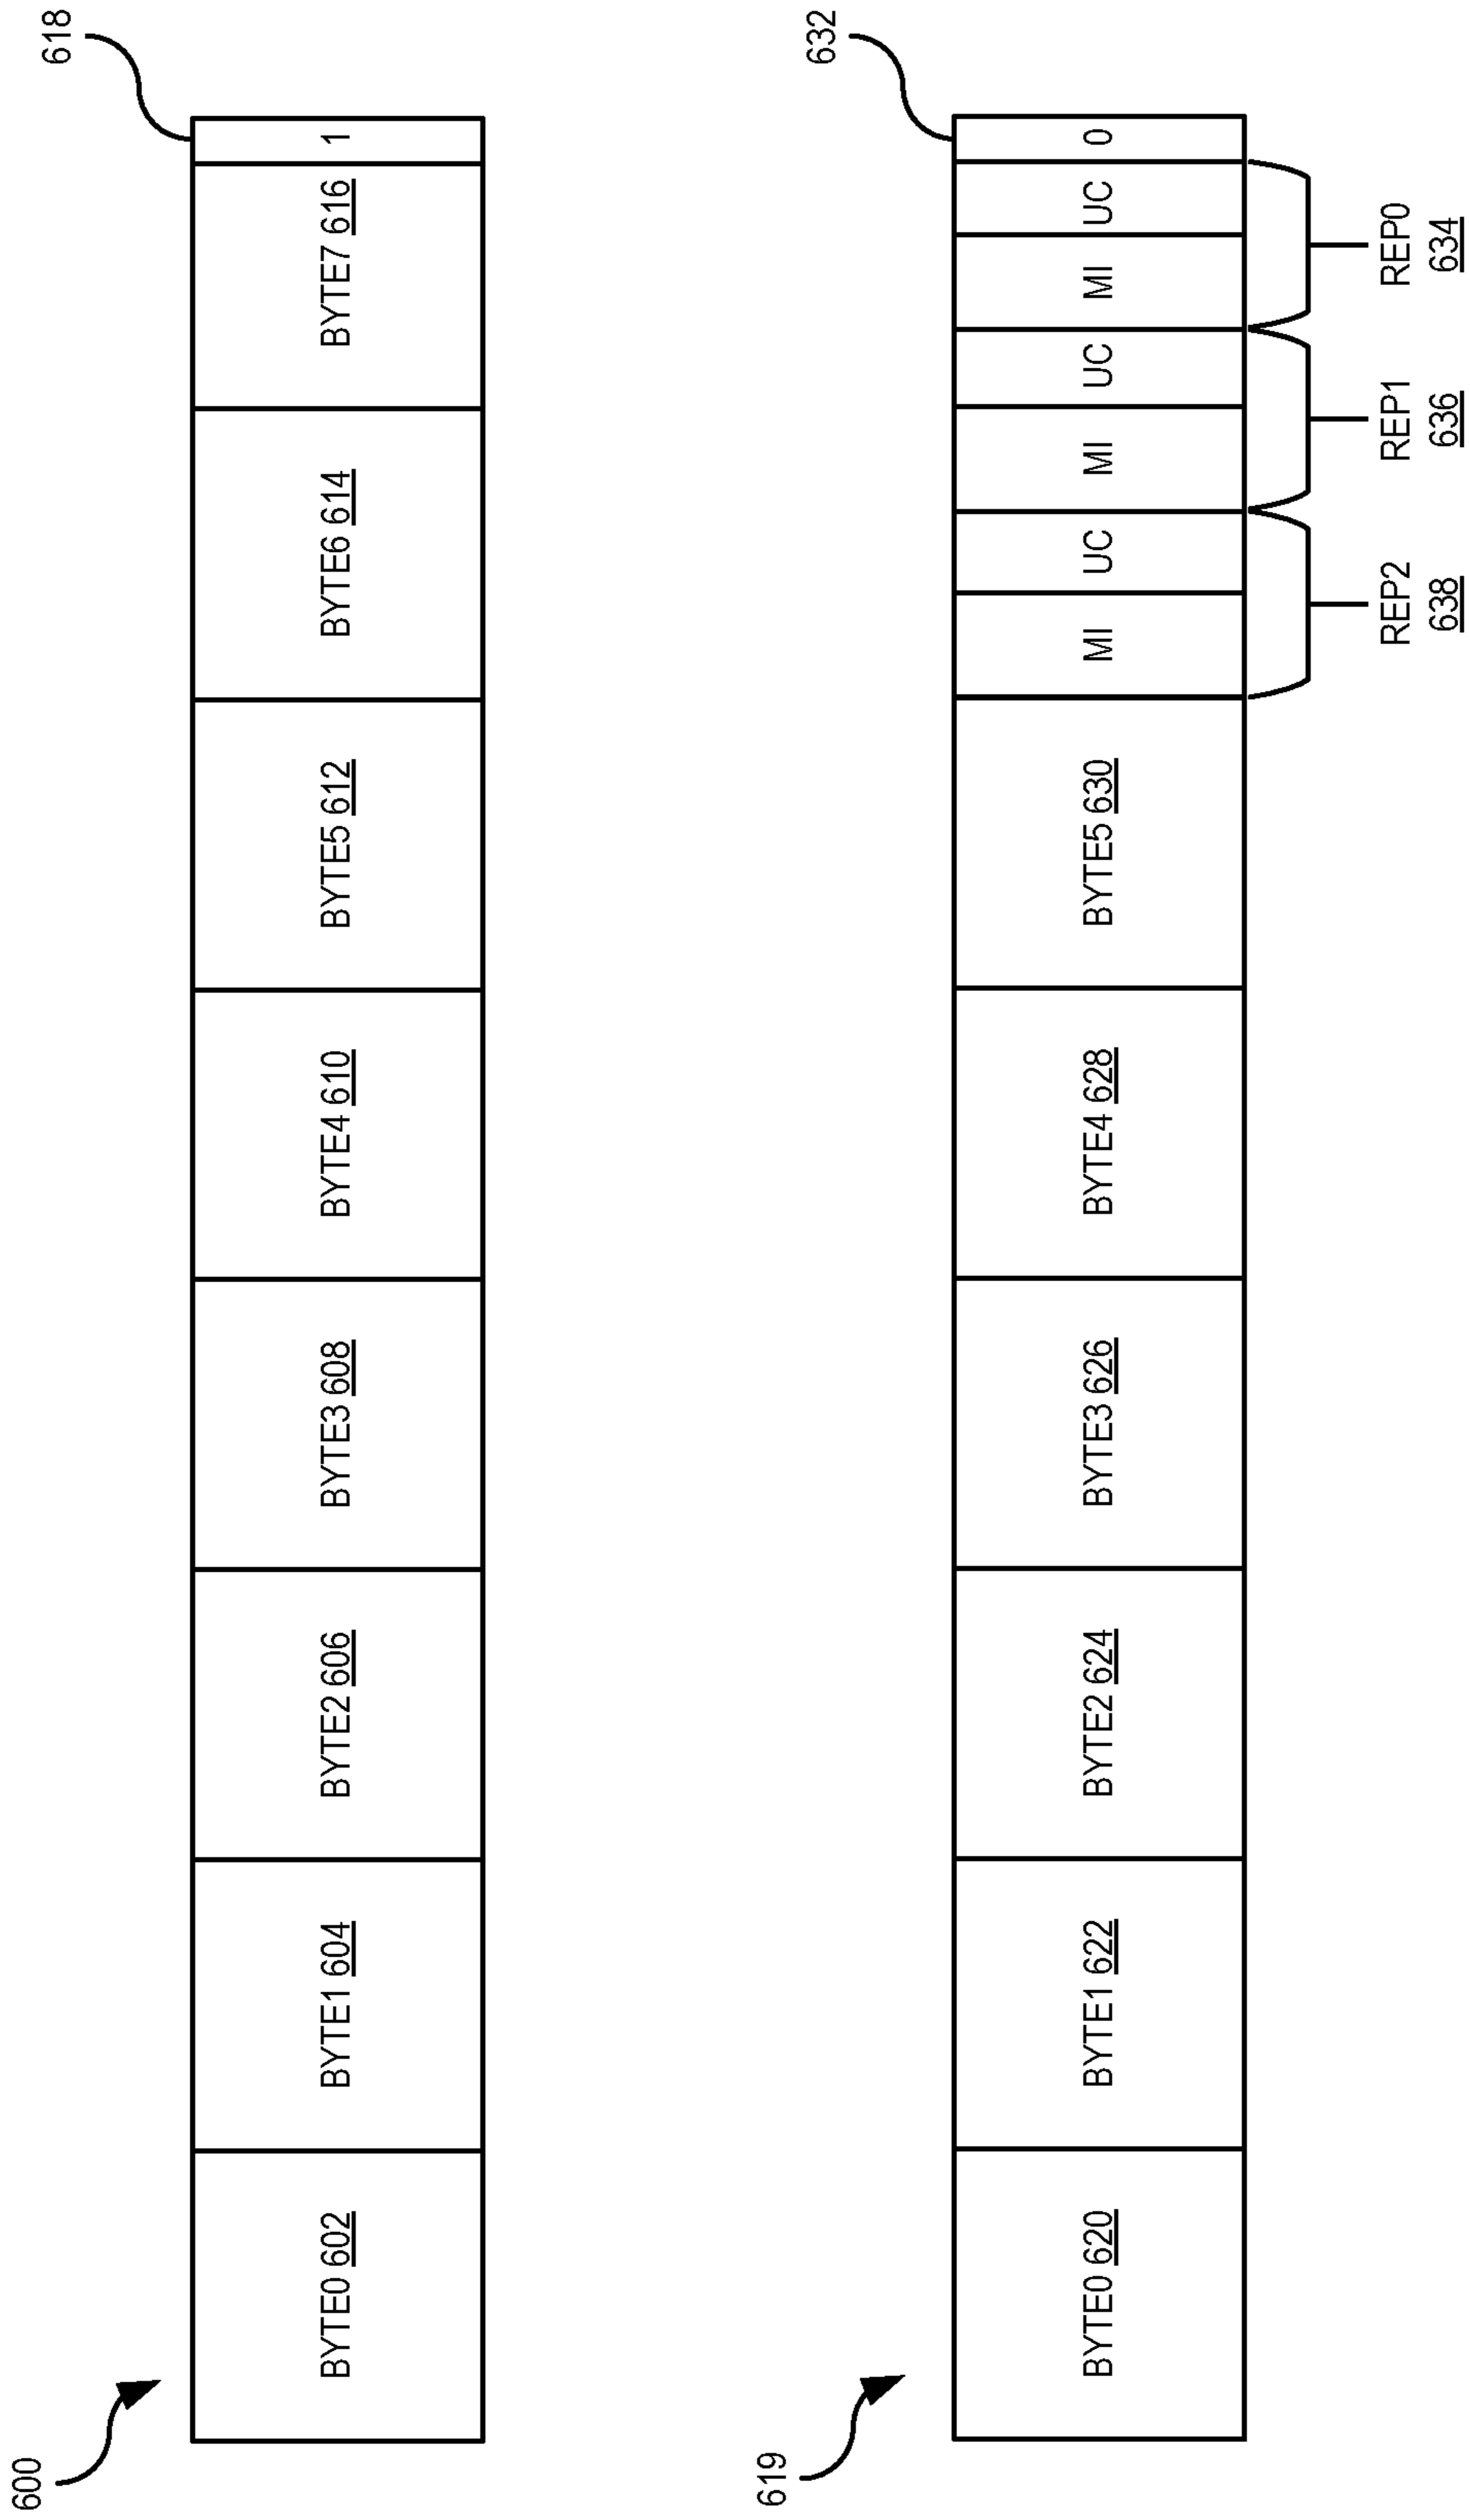 600
BYTE0 602
BYTE1 604
BYTE2 606
BYTE3 608
BYTE4 610
BYTE5 612
BYTE6 614
BYTE7 616
1
618
619
BYTE0 620
BYTE1 622
BYTE2 624
BYTE3 626
BYTE4 628
BYTE5 630
MI
UC
MI
UC
MI
UC
0
632
REP2
638
REP1
636
REP0
634